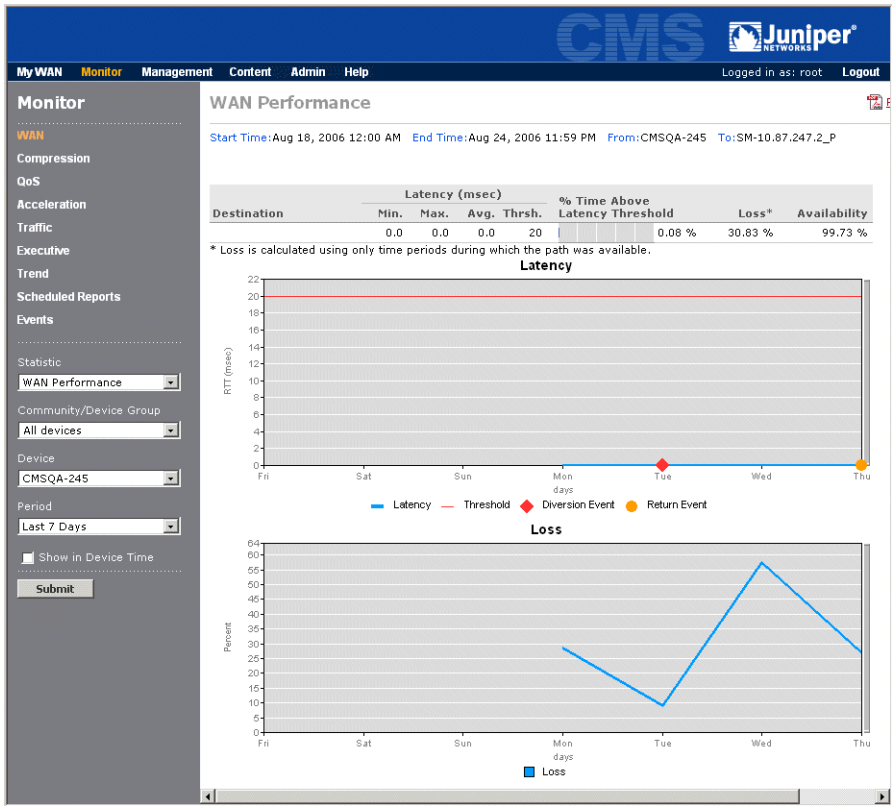 CMS
Juniper®
NETWORKS
My WAN Monitor Management Content Admin Help Logged in as: root Logout
Monitor
WAN
Compression
QoS
Acceleration
Traffic
Executive
Trend
Scheduled Reports
Events
Statistic
WAN Performance
Community/Device Group
All devices
Device
CMSQA-245
Period
Last 7 Days
Show in Device Time
Submit
WAN Performance
Start Time:Aug 18, 2006 12:00 AM End Time:Aug 24, 2006 11:59 PM From:CMSQA-245 To:SM-10.87.247.2_P
Latency (msec) % Time Above
Destination Min. Max. Avg. Thrsh. Latency Threshold Loss* Availability
0.0 0.0 0.0 20 0.08 % 30.83 % 99.73 %
* Loss is calculated using only time periods during which the path was available.
Latency
22
20
18
16
14
12
10
8
6
4
2
0
RTT (msec)
Fri Sat Sun Mon Tue Wed Thu
days
Latency Threshold Diversion Event Return Event
Loss
64
60
55
50
45
40
35
30
25
20
15
10
5
0
Percent
Fri Sat Sun Mon Tue Wed Thu
days
Loss